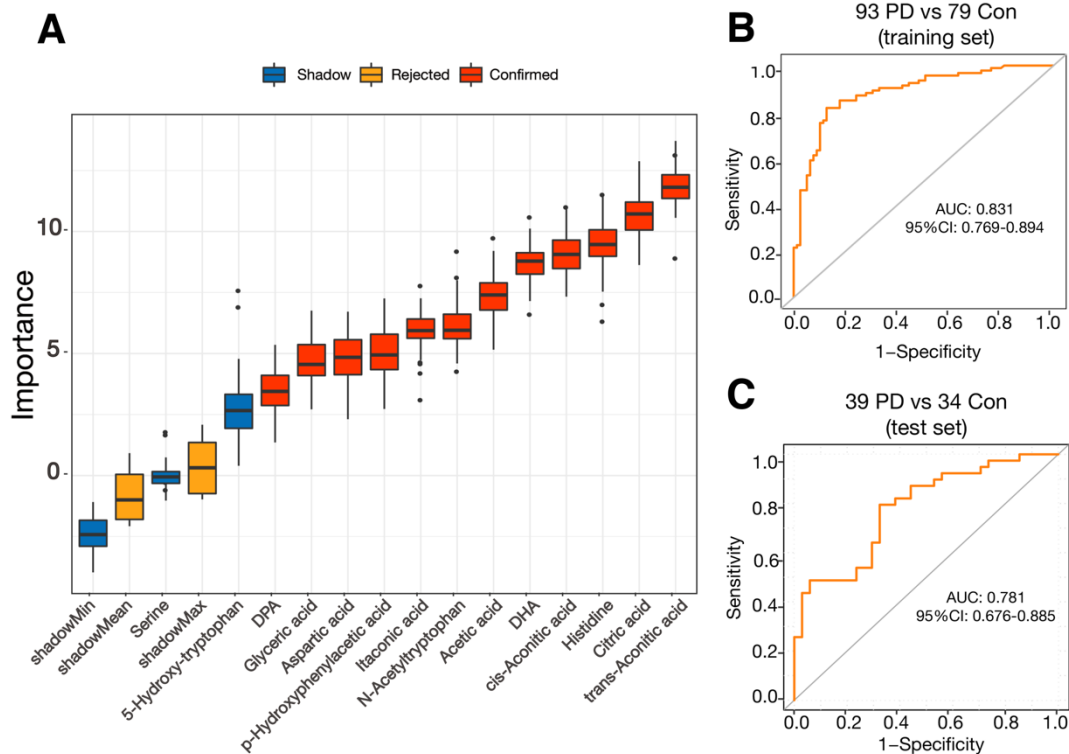 A
Shadow Rejected Confirmed
Importance
10
5
0
shadowMin
shadowMean
Serine
shadowMax
5-Hydroxy-tryptophan
DPA
Glyceric acid
Aspartic acid
p-Hydroxyphenylacetic acid
Itaconic acid
N-Acetyltryptophan
Acetic acid
DHA
cis-Aconitic acid
Histidine
Citric acid
trans-Aconitic acid
B
93 PD vs 79 Con
(training set)
Sensitivity
1.0
0.8
0.6
0.4
0.2
0.0
AUC: 0.831
95%CI: 0.769-0.894
0.0 0.2 0.4 0.6 0.8 1.0
1−Specificity
C
39 PD vs 34 Con
(test set)
Sensitivity
1.0
0.8
0.6
0.4
0.2
0.0
AUC: 0.781
95%CI: 0.676-0.885
0.0 0.2 0.4 0.6 0.8 1.0
1−Specificity